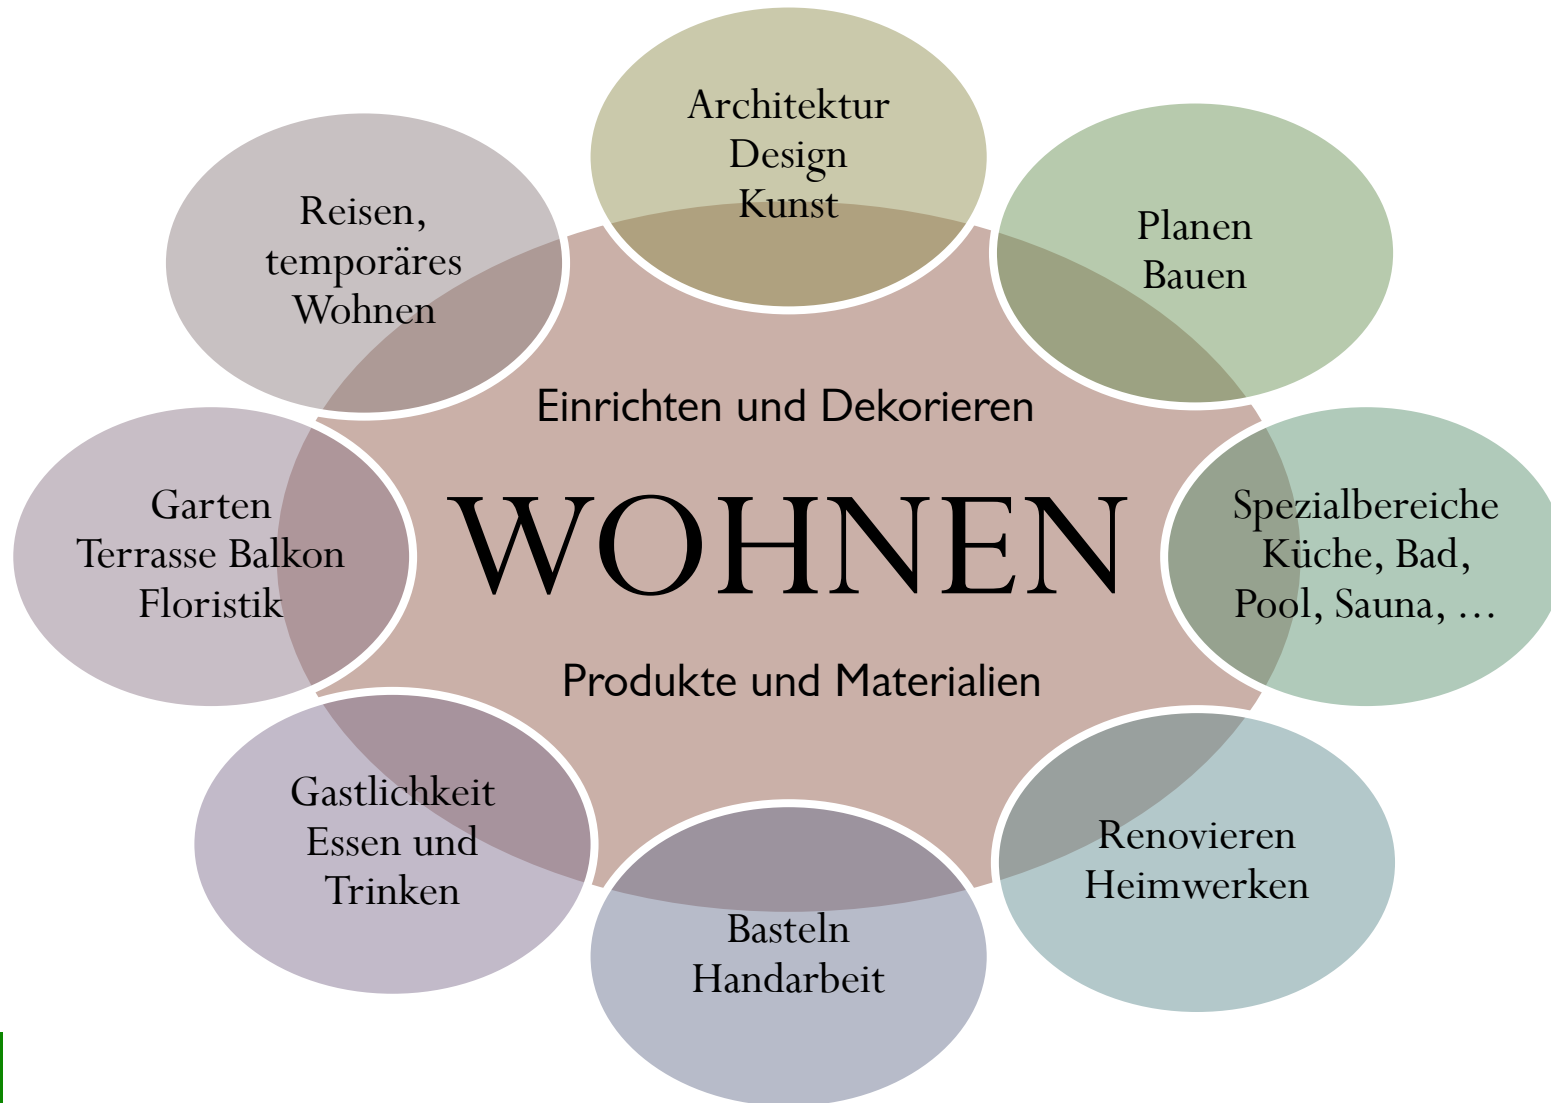 Architektur
Design
Kunst
Planen
Bauen
Spezialbereiche
Küche, Bad,
Pool, Sauna, …
Renovieren
Heimwerken
Basteln
Handarbeit
Gastlichkeit
Essen und
Trinken
Garten
Terrasse Balkon
Floristik
Reisen,
temporäres
Wohnen
Einrichten und Dekorieren
WOHNEN
Produkte und Materialien